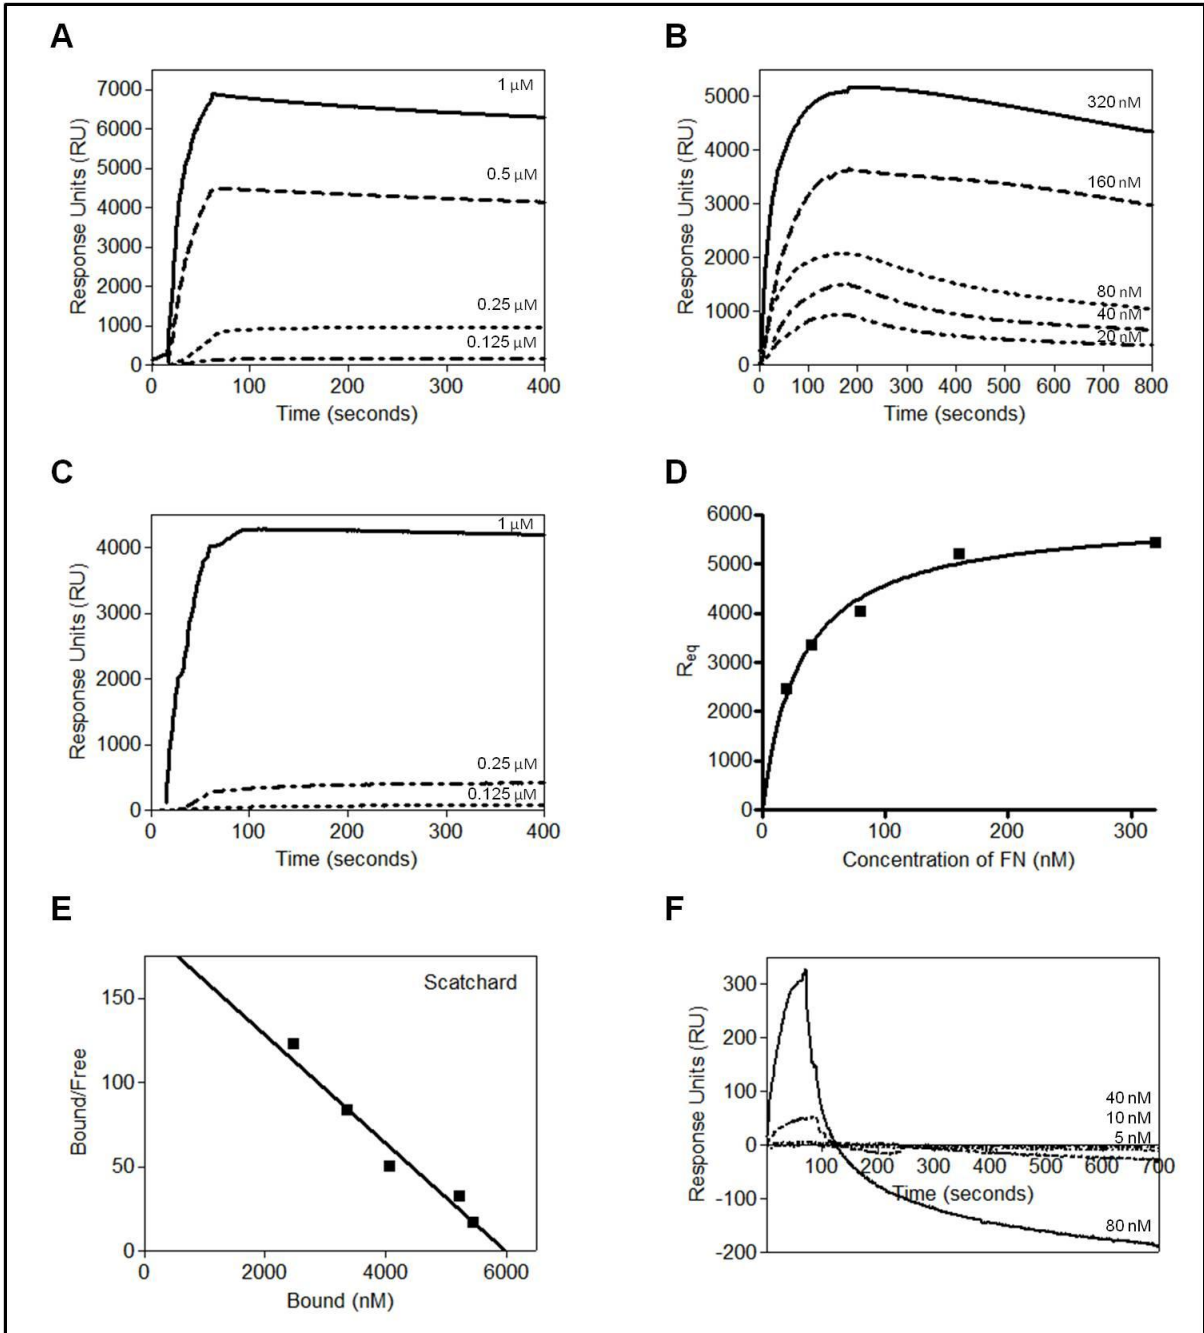 A
7000
6000
5000
4000
3000
2000
1000
0
Response Units (RU)
1 µM
0.5 µM
0.25 µM
0.125 µM
0 100 200 300 400
Time (seconds)
B
5000
4000
3000
2000
1000
0
Response Units (RU)
320 nM
160 nM
80 nM
40 nM
20 nM
0 100 200 300 400 500 600 700 800
Time (seconds)
C
4000
3000
2000
1000
0
Response Units (RU)
1 µM
0.25 µM
0.125 µM
0 100 200 300 400
Time (seconds)
D
6000
5000
4000
3000
2000
1000
0
Req
0 100 200 300
Concentration of FN (nM)
E
150
100
50
0
Bound/Free
Scatchard
0 2000 4000 6000
Bound (nM)
F
300
200
100
0
-100
-200
Response Units (RU)
40 nM
10 nM
5 nM
100 200 300 400 500 600 700
Time (seconds)
80 nM